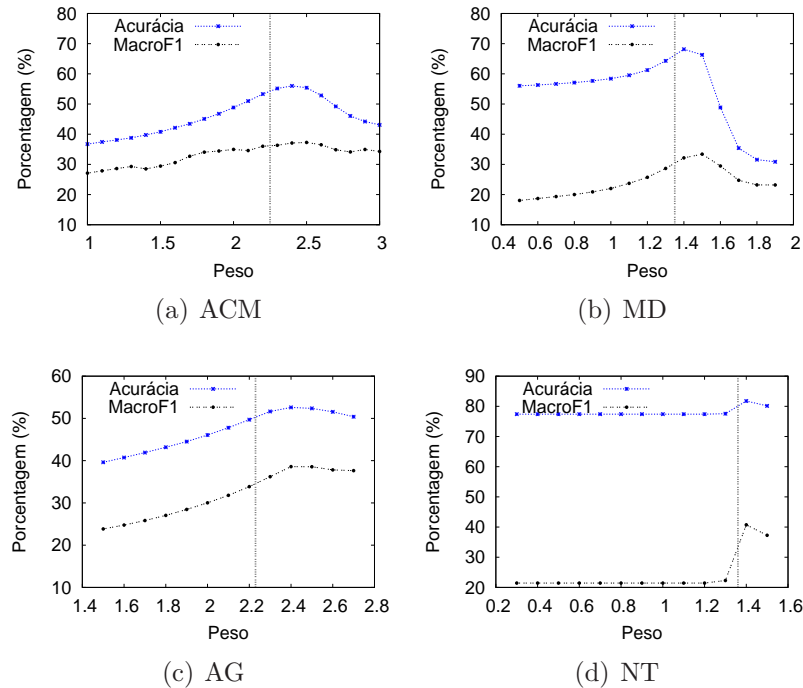 Acurácia
MacroF1
Porcentagem (%)
80
70
60
50
40
30
20
10
1 1.5 2 2.5 3
Peso
(a) ACM
Acurácia
MacroF1
Porcentagem (%)
80
70
60
50
40
30
20
10
0.4 0.6 0.8 1 1.2 1.4 1.6 1.8 2
Peso
(b) MD
Acurácia
MacroF1
Porcentagem (%)
60
50
40
30
20
10
1.4 1.6 1.8 2 2.2 2.4 2.6 2.8
Peso
(c) AG
Acurácia
MacroF1
Porcentagem (%)
90
80
70
60
50
40
30
20
0.2 0.4 0.6 0.8 1 1.2 1.4 1.6
Peso
(d) NT